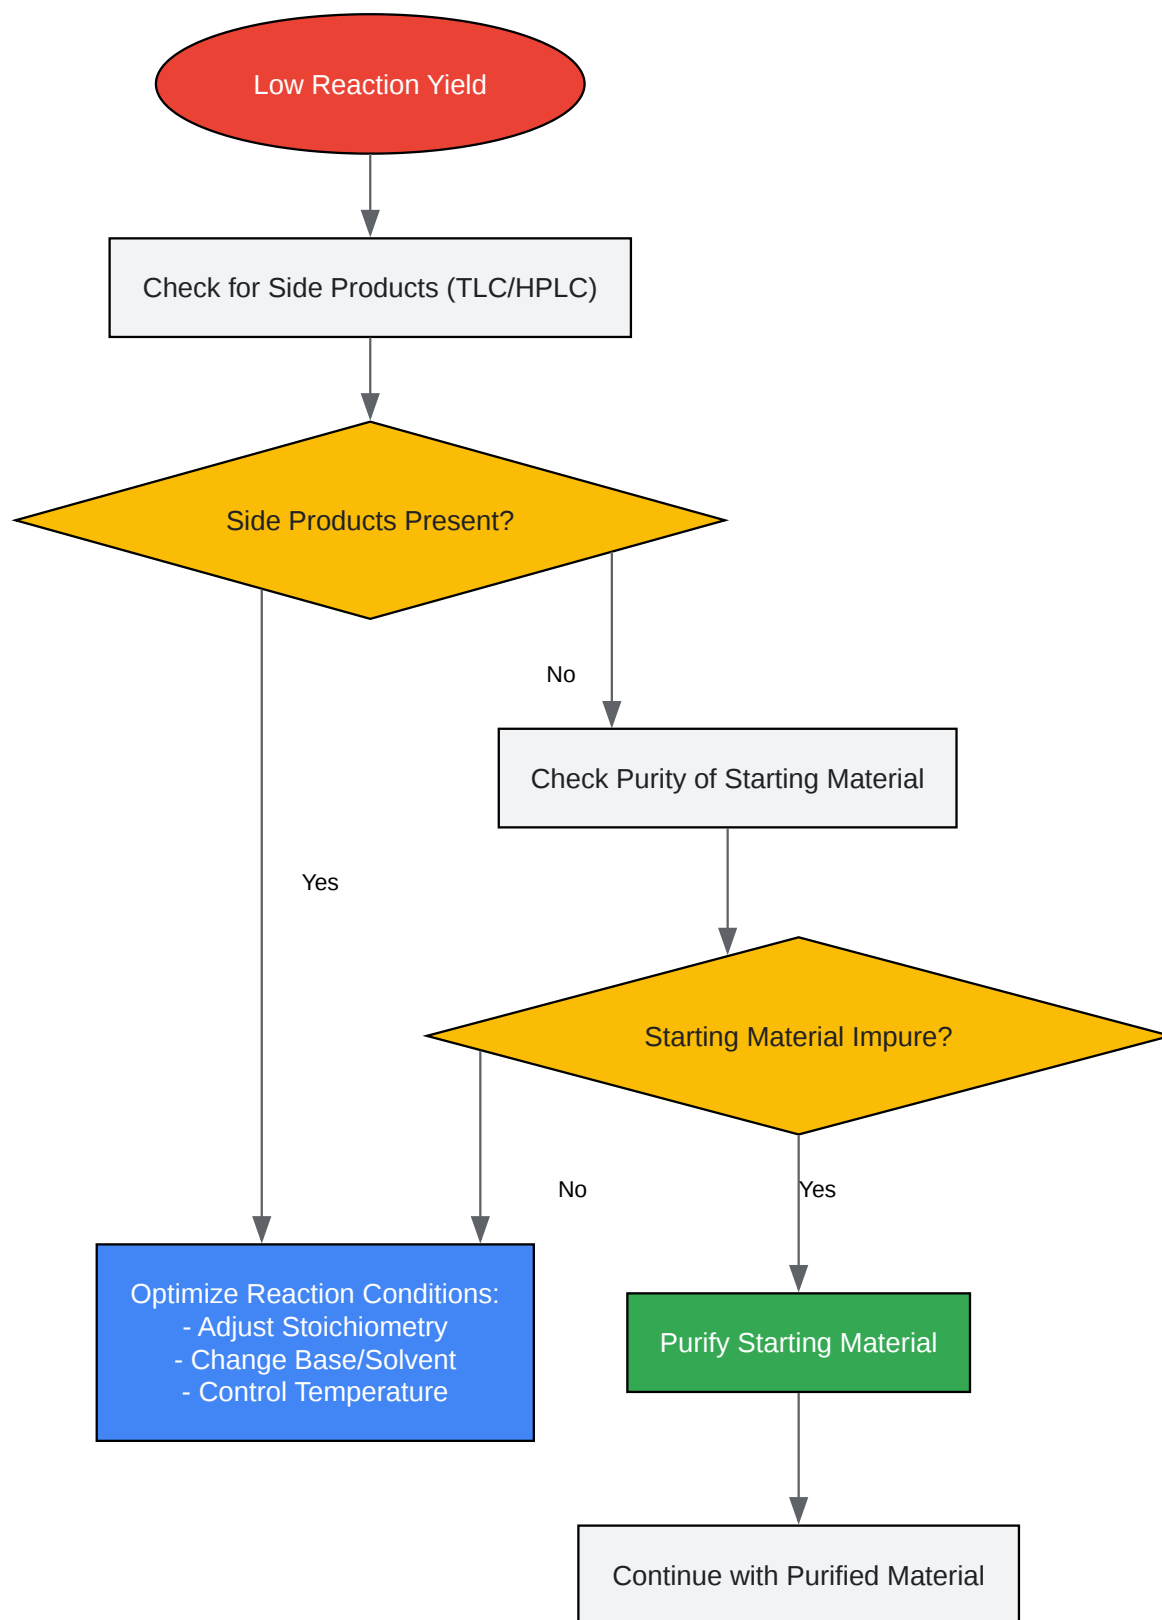 Low Reaction Yield
Check for Side Products (TLC/HPLC)
Side Products Present?
No
Check Purity of Starting Material
Yes
Starting Material Impure?
No
Yes
Optimize Reaction Conditions:
- Adjust Stoichiometry
- Change Base/Solvent
- Control Temperature
Purify Starting Material
Continue with Purified Material